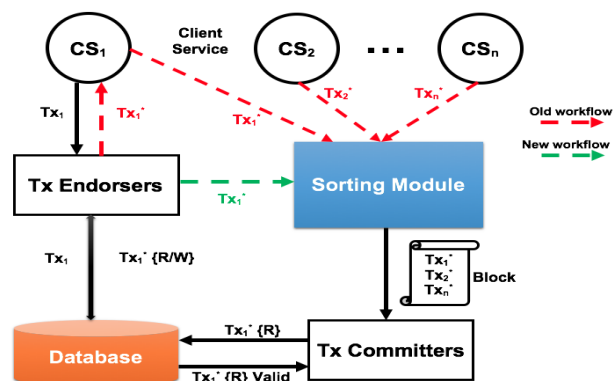 CS₁
Client
Service
CS₂
...
CSₙ
Tx₁
Tx₁*
Tx₁*
Tx₂*
Txₙ*
Old workflow
New workflow
Tx Endorsers
Tx₁*
Sorting Module
Tx₁
Tx₁* {R/W}
Tx₁*
Tx₂*
Txₙ*
Block
Database
Tx₁* {R}
Tx₁* {R} Valid
Tx Committers